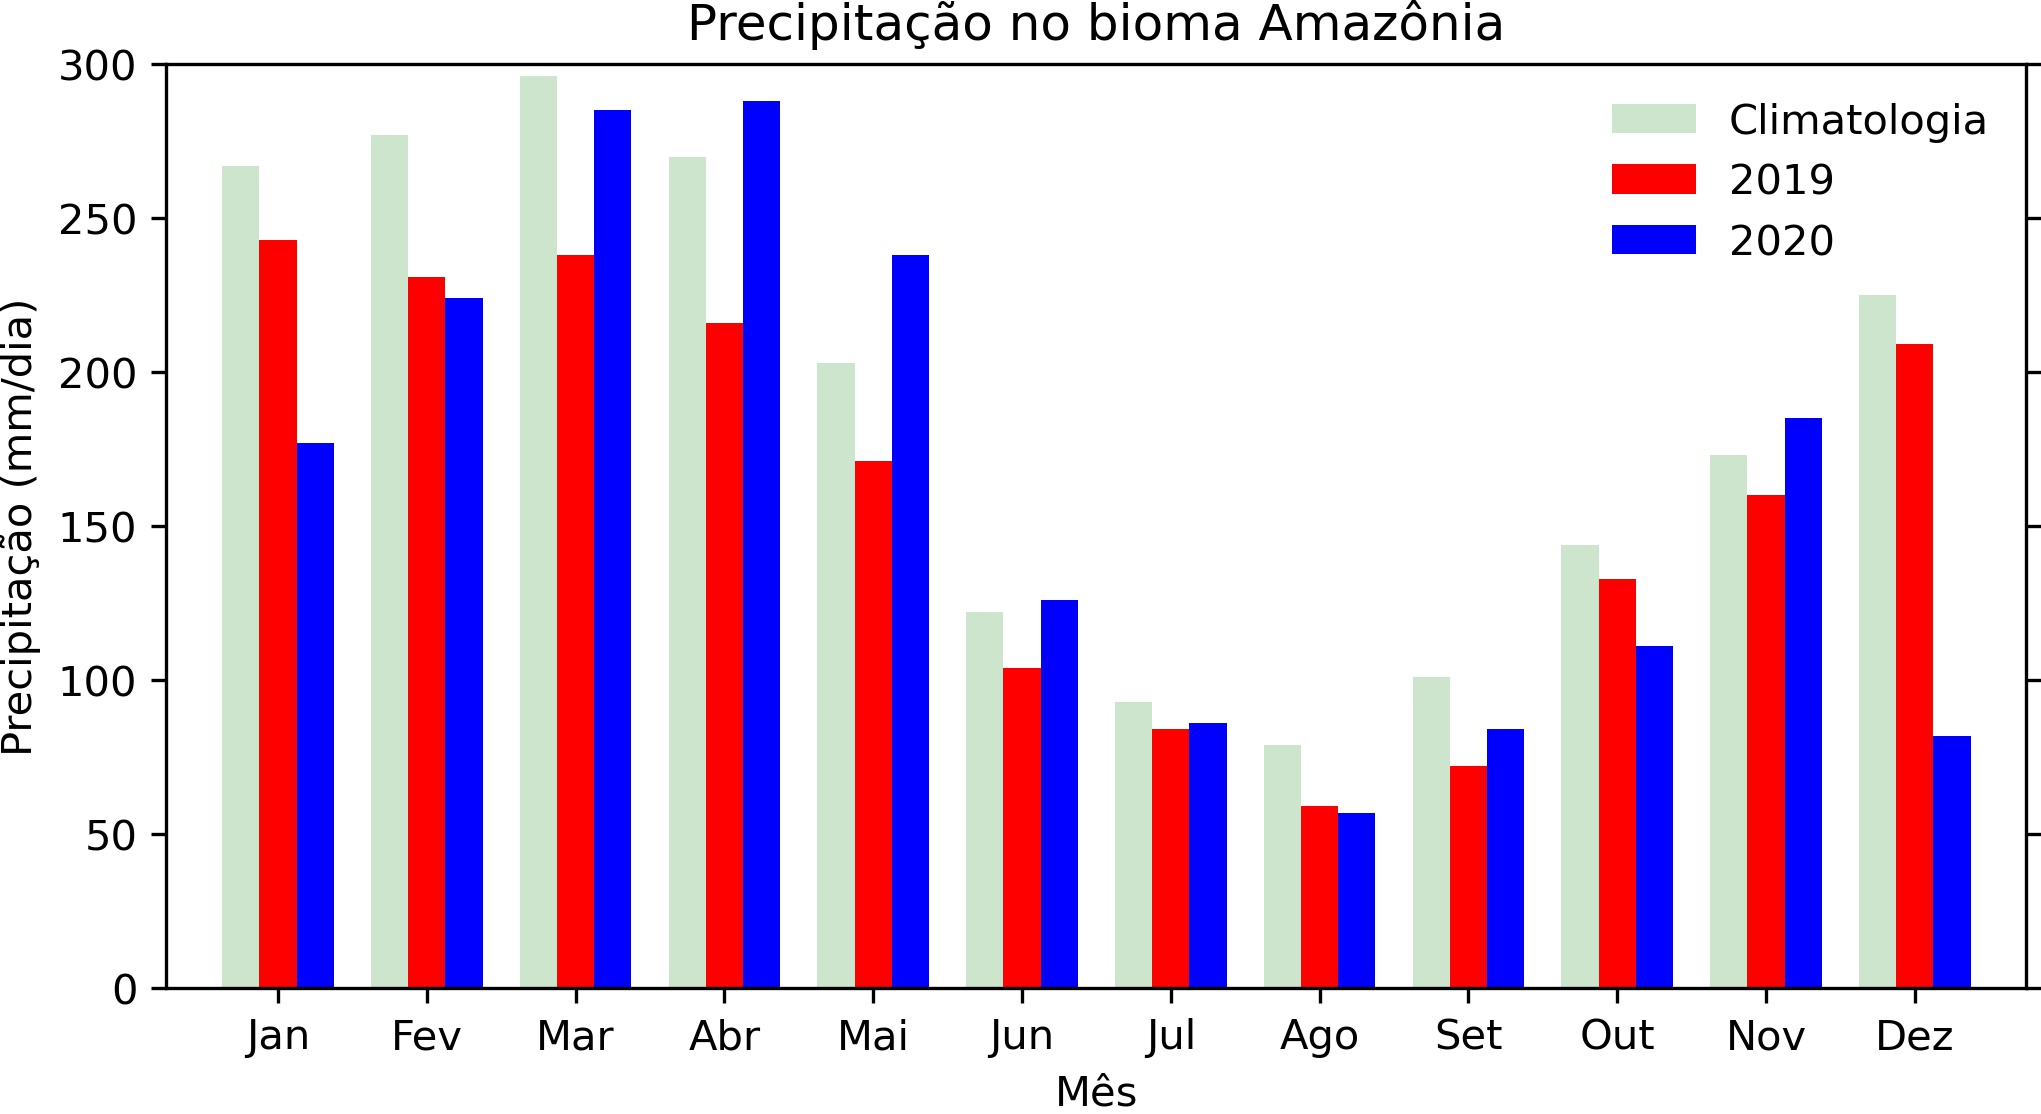 Precipitação no bioma Amazônia
Precipitação (mm/dia)
300
250
200
150
100
50
0
Climatologia
2019
2020
Jan Fev Mar Abr Mai Jun Jul Ago Set Out Nov Dez
Mês